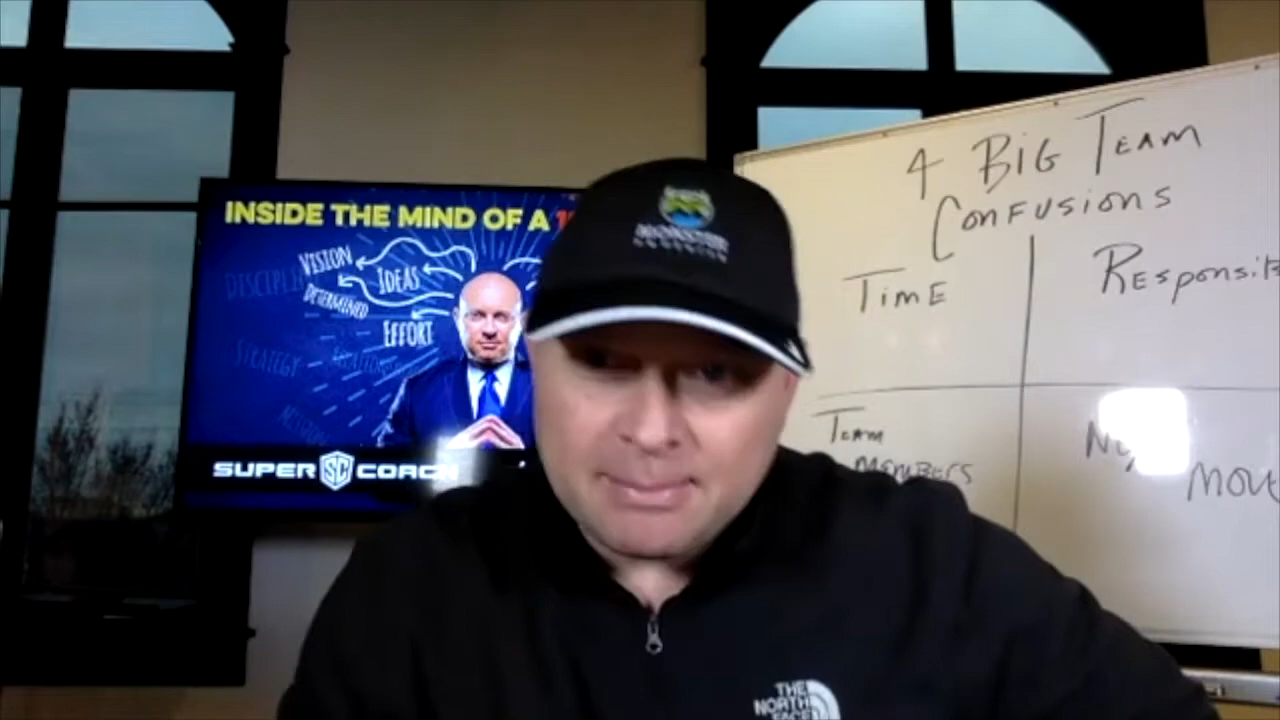 INSIDE THE MIND OF A
VISION
IDEAS
DETERMINED
EFFORT
STRATEGY
SUPER SC COACH
4 BIG TEAM
CONFUSIONS
TIME
TEAM
MEMBERS
THE
NORTH
FACE